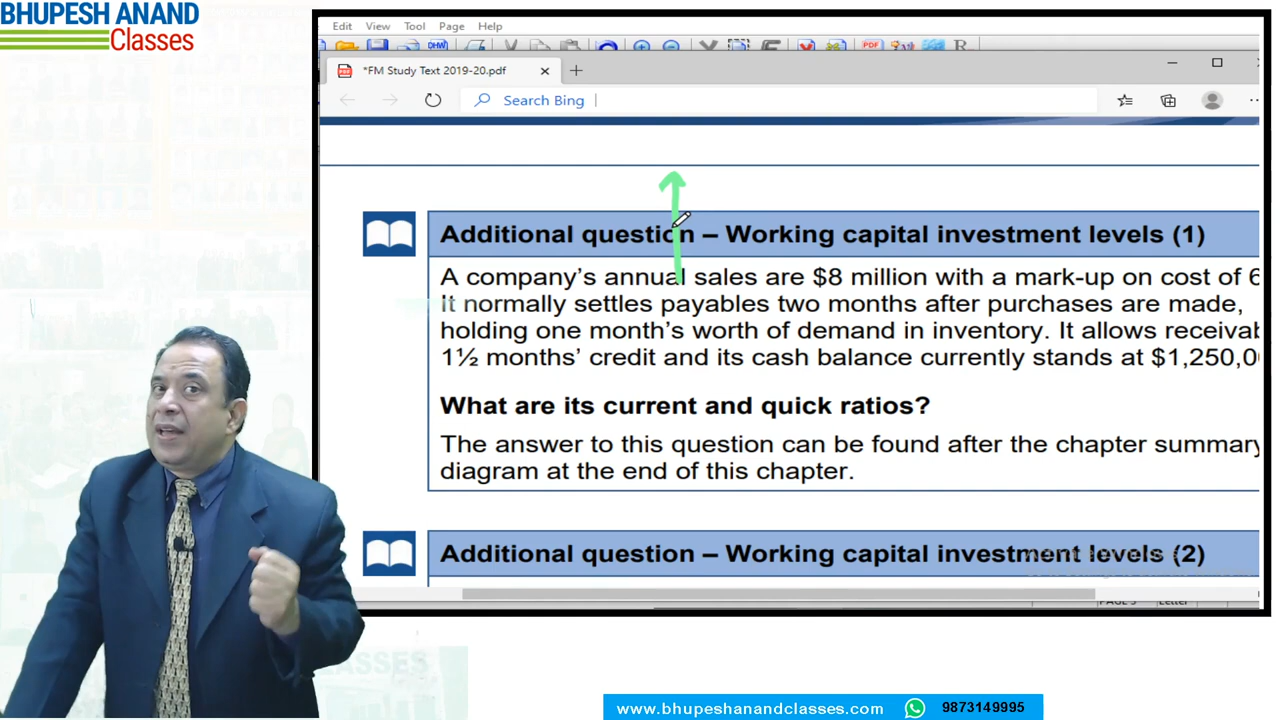 BHUPESH ANAND
Classes
Edit View Tool Page Help
*FM Study Text 2019-20.pdf
Search Bing
Additional question – Working capital investment levels (1)
A company’s annual sales are $8 million with a mark-up on cost of 6
It normally settles payables two months after purchases are made,
holding one month’s worth of demand in inventory. It allows receivab
1½ months’ credit and its cash balance currently stands at $1,250,0
What are its current and quick ratios?
The answer to this question can be found after the chapter summary
diagram at the end of this chapter.
Additional question – Working capital investment levels (2)
www.bhupeshanandclasses.com 9873149995